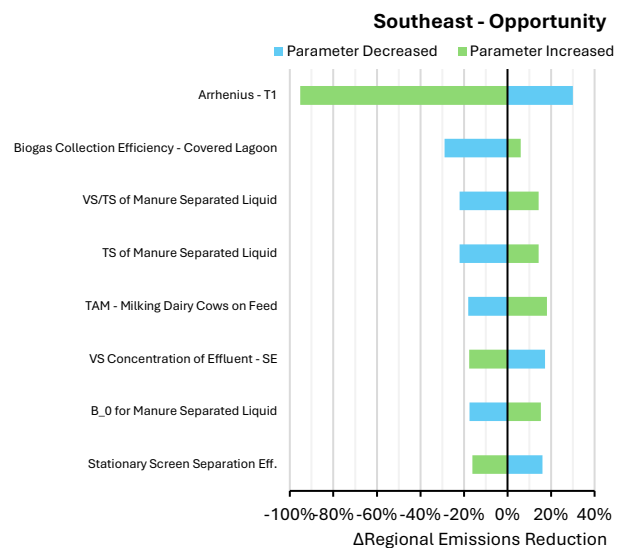 Southeast - Opportunity
Parameter Decreased Parameter Increased
Arrhenius - T1
Biogas Collection Efficiency - Covered Lagoon
VS/TS of Manure Separated Liquid
TS of Manure Separated Liquid
TAM - Milking Dairy Cows on Feed
VS Concentration of Effluent - SE
B_0 for Manure Separated Liquid
Stationary Screen Separation Eff.
-100% -80% -60% -40% -20% 0% 20% 40%
ΔRegional Emissions Reduction